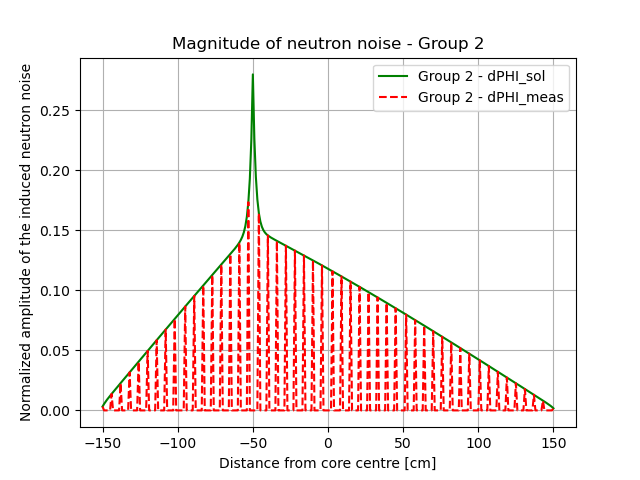 Magnitude of neutron noise - Group 2
Group 2 - dPHI_sol
Group 2 - dPHI_meas
Normalized amplitude of the induced neutron noise
0.25
0.20
0.15
0.10
0.05
0.00
−150 −100 −50 0 50 100 150
Distance from core centre [cm]